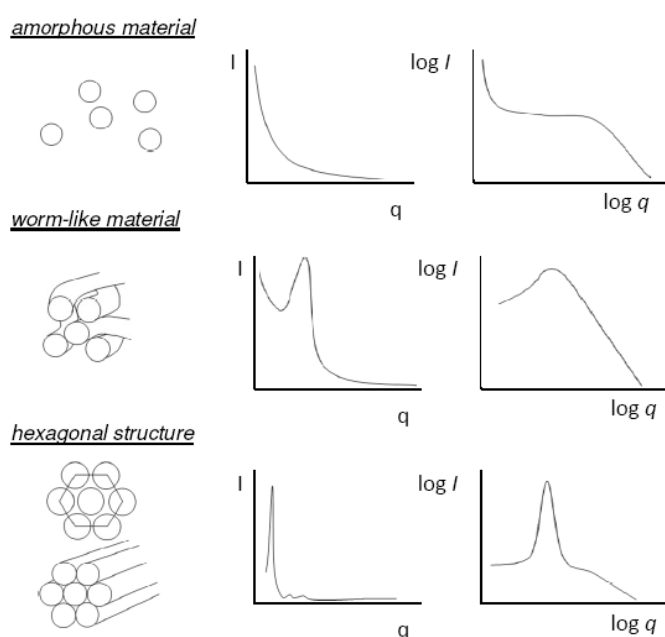 amorphous material
I
log I
q
log q
worm-like material
I
log I
q
log q
hexagonal structure
I
log I
q
log q